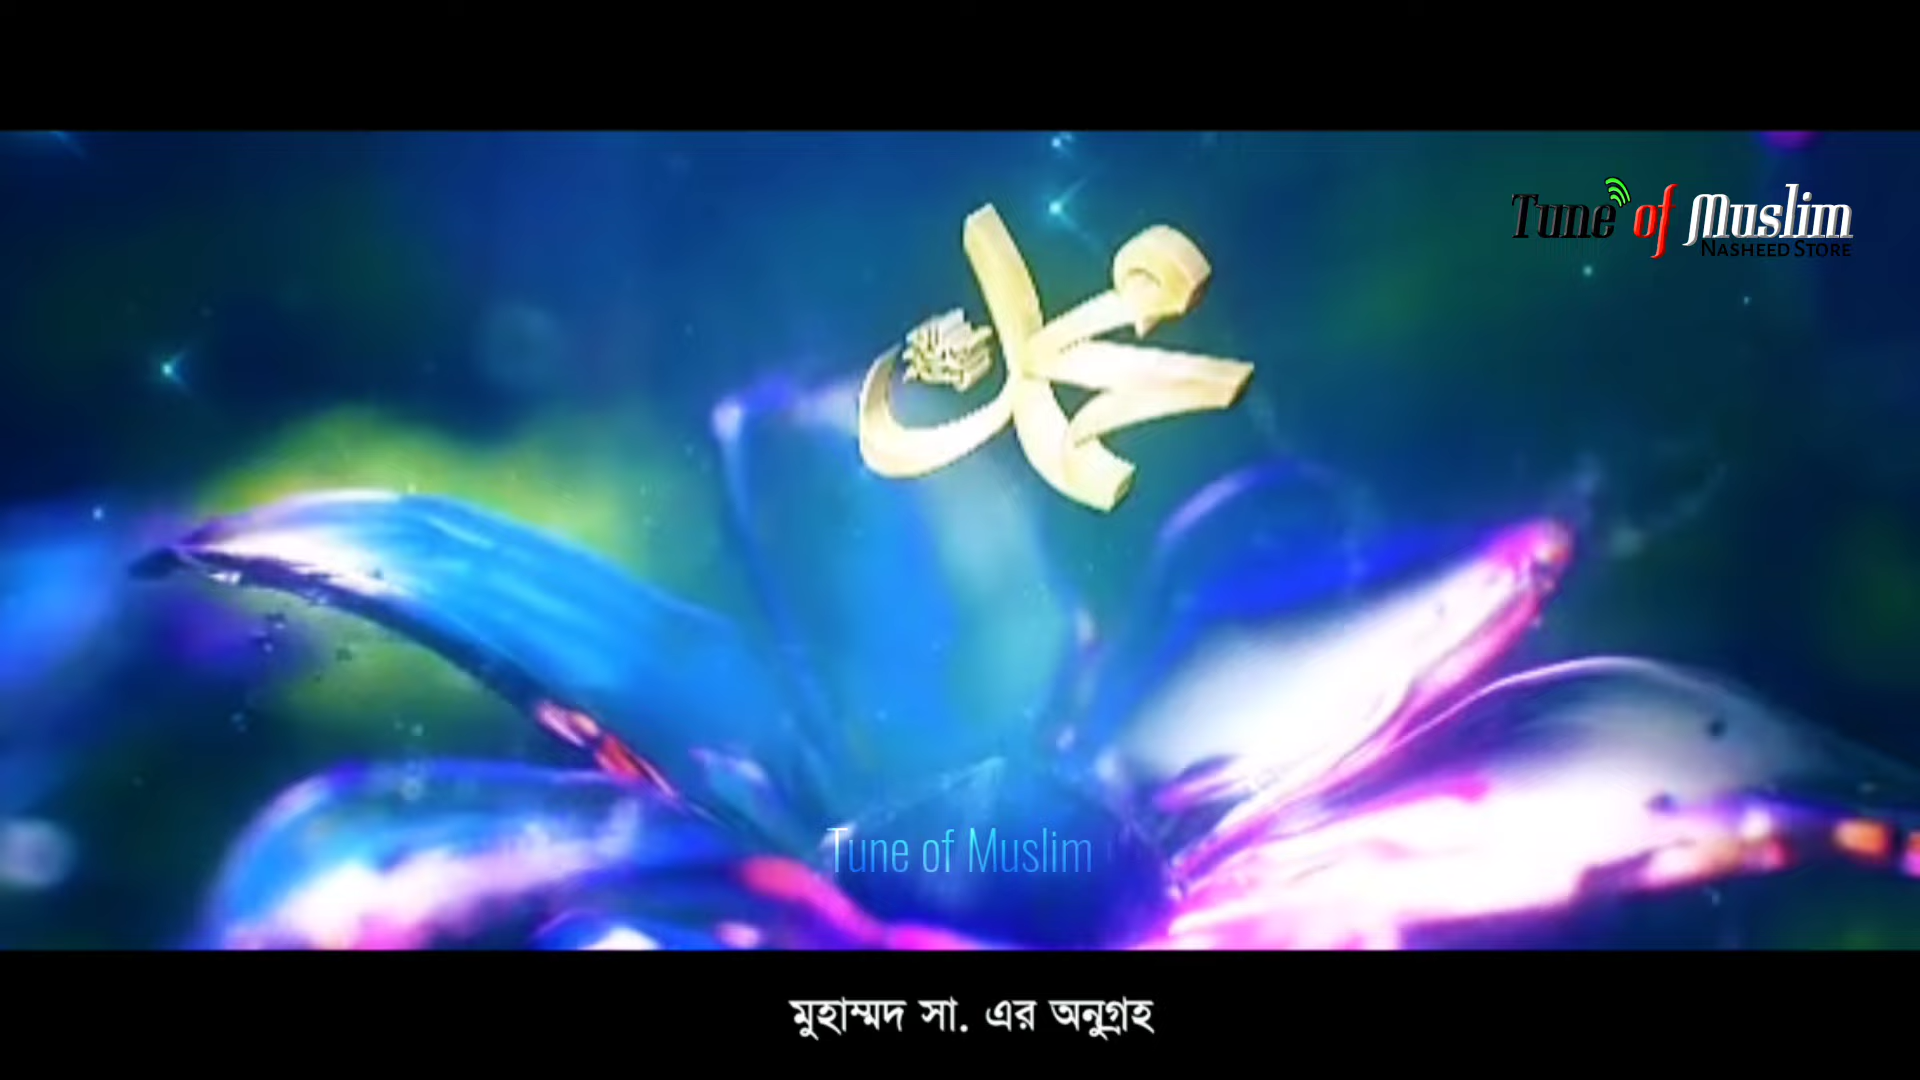 Tune of Muslim
NASHEED STORE
محمد
Tune of Muslim
মুহাম্মদ সা. এর অনুগ্রহ